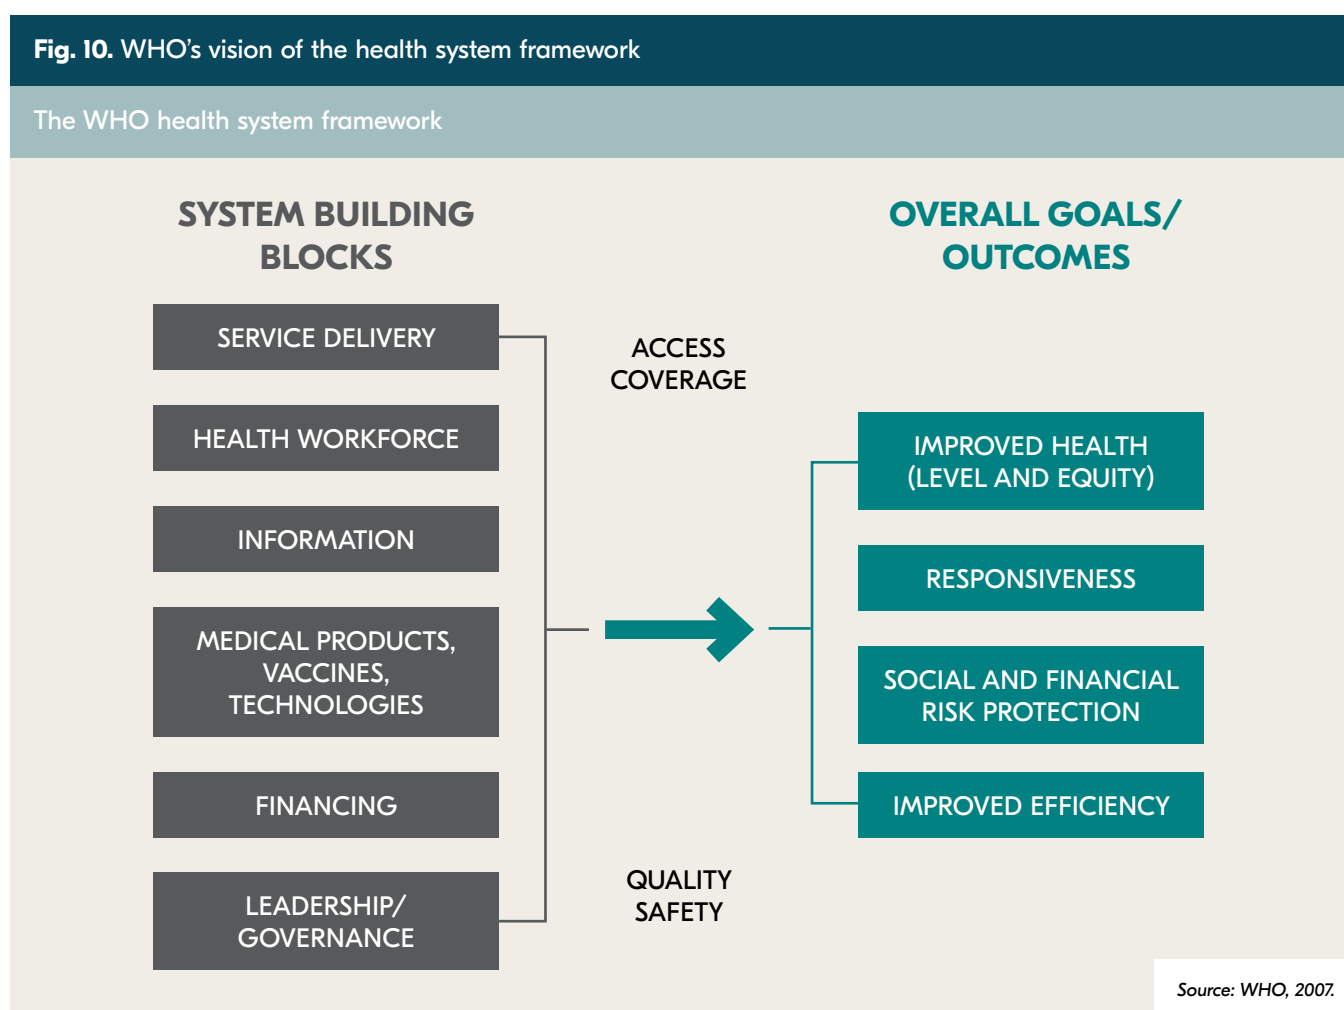 Fig. 10. WHO’s vision of the health system framework
The WHO health system framework
SYSTEM BUILDING
BLOCKS
SERVICE DELIVERY
HEALTH WORKFORCE
INFORMATION
MEDICAL PRODUCTS,
VACCINES,
TECHNOLOGIES
FINANCING
LEADERSHIP/
GOVERNANCE
ACCESS
COVERAGE
QUALITY
SAFETY
OVERALL GOALS/
OUTCOMES
IMPROVED HEALTH
(LEVEL AND EQUITY)
RESPONSIVENESS
SOCIAL AND FINANCIAL
RISK PROTECTION
IMPROVED EFFICIENCY
Source: WHO, 2007.